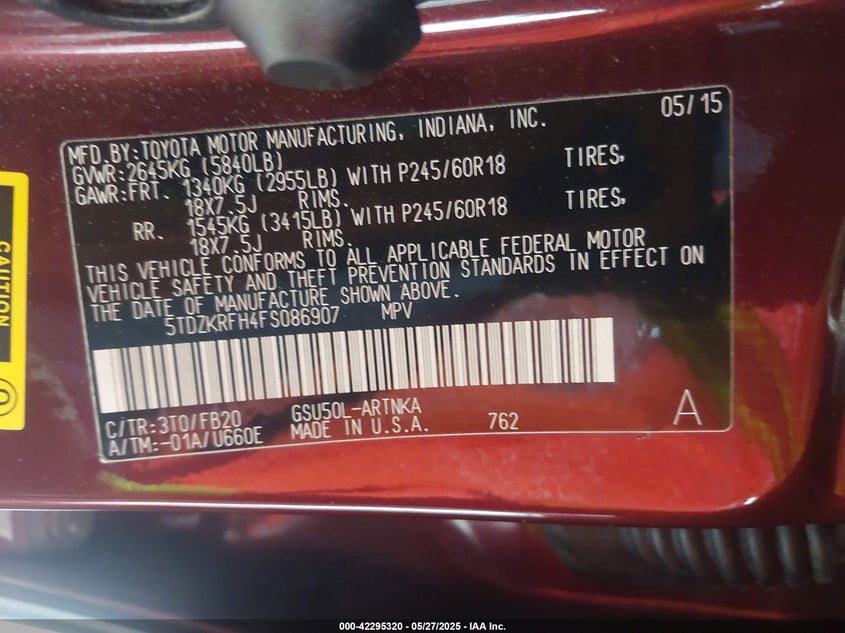 MFD. BY: TOYOTA MOTOR MANUFACTURING, INDIANA, INC. 05/15
GVWR: 2645KG (5840LB)
GAWR: FRT. 1340KG (2955LB) WITH P245/60R18 TIRES,
18X7.5J RIMS.
RR. 1545KG (3415LB) WITH P245/60R18 TIRES,
18X7.5J RIMS.
THIS VEHICLE CONFORMS TO ALL APPLICABLE FEDERAL MOTOR
VEHICLE SAFETY AND THEFT PREVENTION STANDARDS IN EFFECT ON
THE DATE OF MANUFACTURE SHOWN ABOVE.
5TDZKRFH4FS086907 MPV
C/TR: 3T0/FB20 GSU50L-ARTNKA
A/TM: -01A/U660E MADE IN U.S.A. 762 A
CAUTION
000-42295320 | 05/27/2025 | IAA Inc.